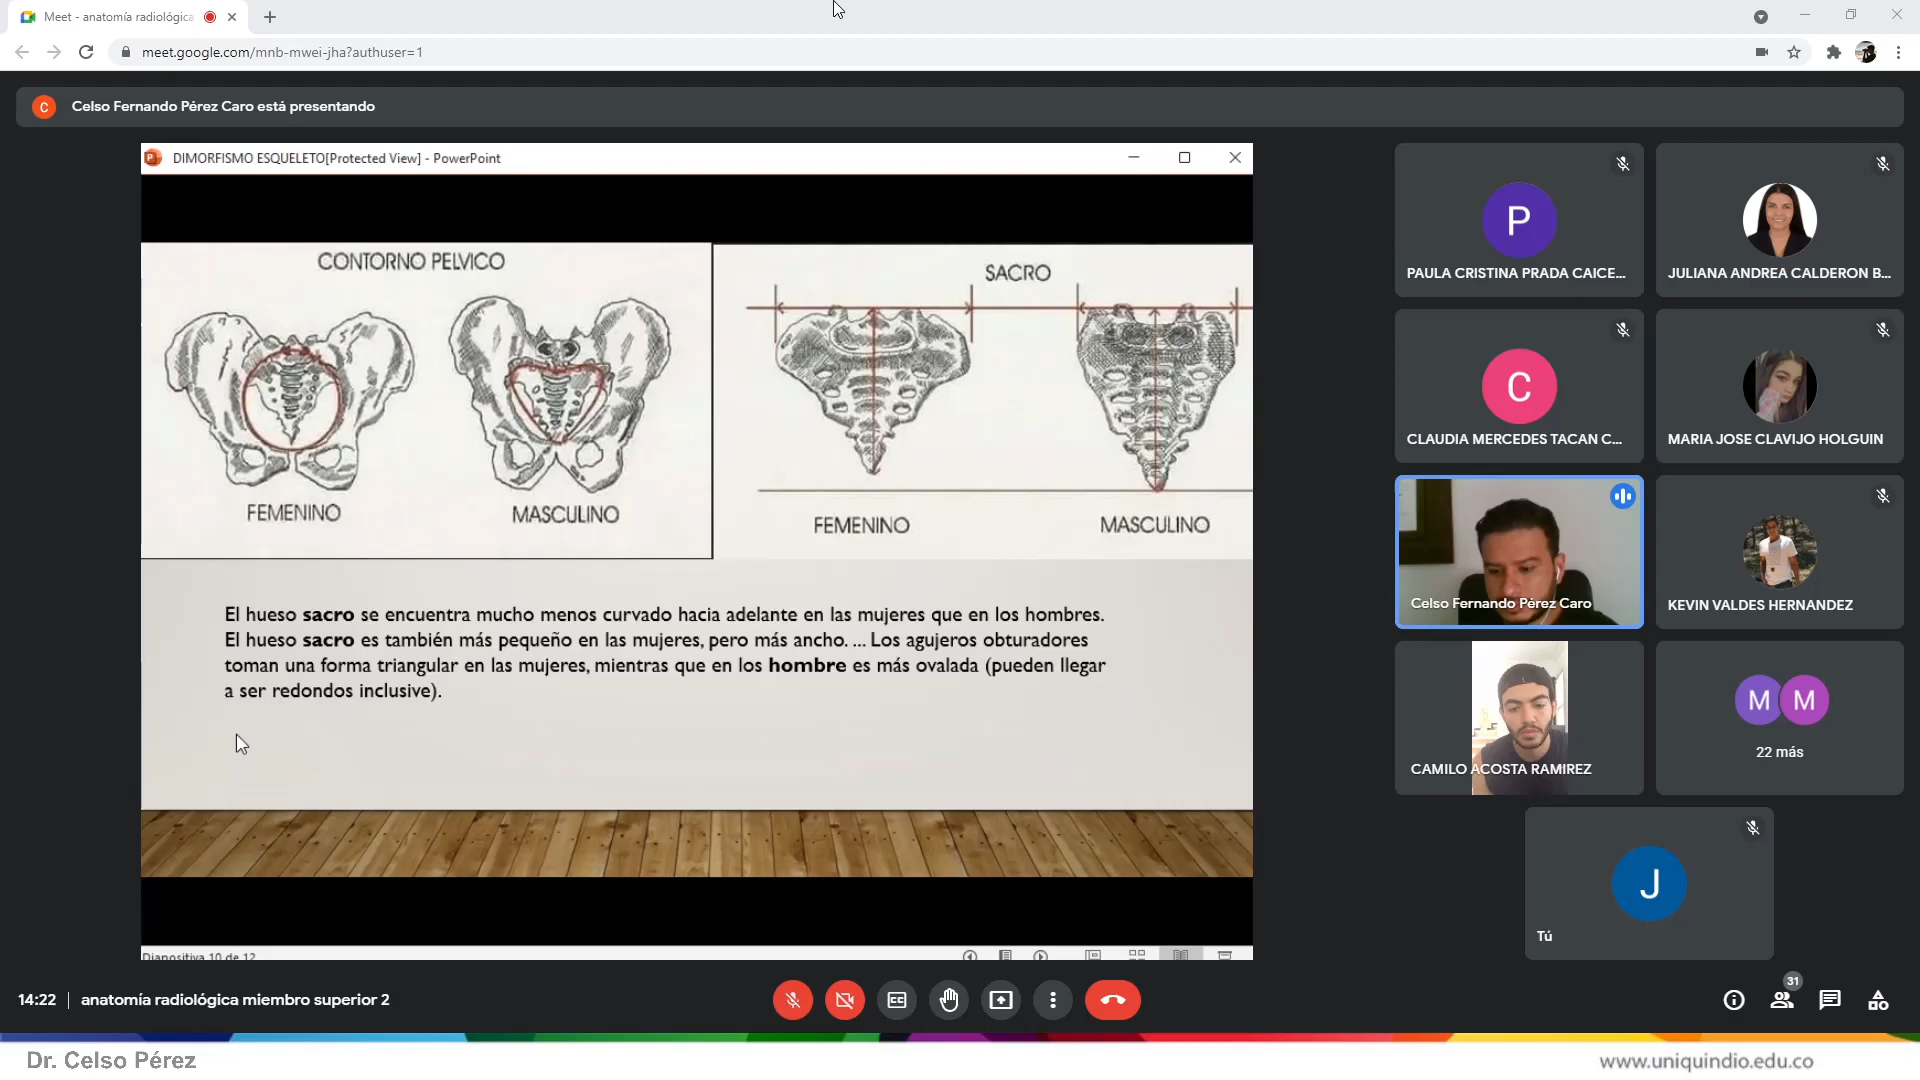 Meet - anatomía radiológica
meet.google.com/mnb-mwei-jha?authuser=1
C
Celso Fernando Pérez Caro está presentando
DIMORFISMO ESQUELETO[Protected View] - PowerPoint
CONTORNO PELVICO
FEMENINO
MASCULINO
SACRO
FEMENINO
MASCULINO
El hueso sacro se encuentra mucho menos curvado hacia adelante en las mujeres que en los hombres.
El hueso sacro es también más pequeño en las mujeres, pero más ancho. ... Los agujeros obturadores
toman una forma triangular en las mujeres, mientras que en los hombre es más ovalada (pueden llegar
a ser redondos inclusive).
Diapositiva 10 de 12
P
PAULA CRISTINA PRADA CAICE...
JULIANA ANDREA CALDERON B...
C
CLAUDIA MERCEDES TACAN C...
MARIA JOSE CLAVIJO HOLGUIN
Celso Fernando Pérez Caro
KEVIN VALDES HERNANDEZ
CAMILO ACOSTA RAMIREZ
M M
22 más
J
Tú
14:22 | anatomía radiológica miembro superior 2
31
Dr. Celso Pérez
www.uniquindio.edu.co